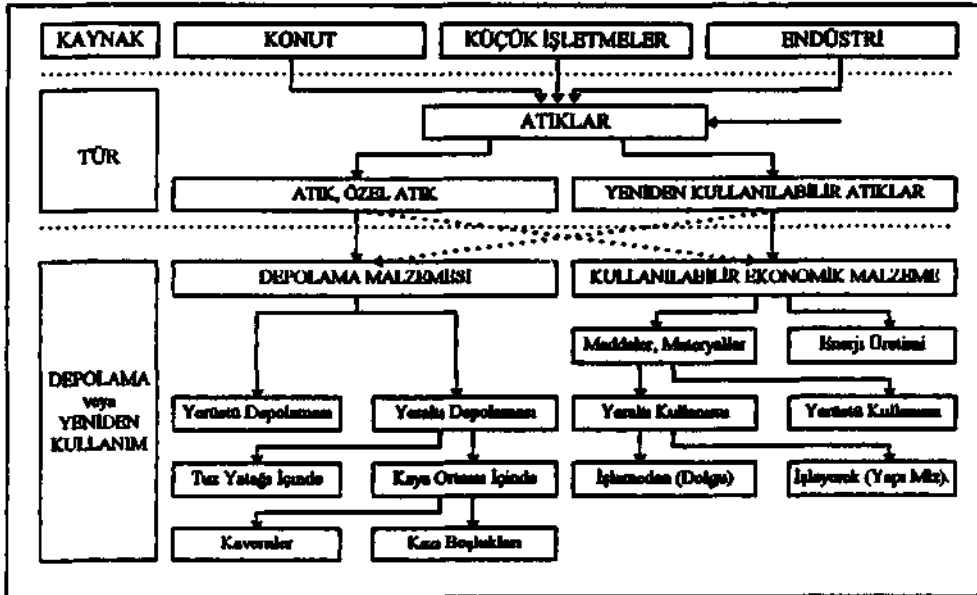 KAYNAK
KONUT
KÜÇÜK İŞLETMELER
ENDÜSTRİ
TÜR
ATIKLAR
ATIK, ÖZEL ATIK
YENİDEN KULLANILABİLİR ATIKLAR
DEPOLAMA
veya
YENİDEN
KULLANIM
DEPOLAMA MALZEMESİ
KULLANILABİLİR EKONOMİK MALZEME
Maddeler, Materyaller
Enerji Üretimi
Yerüstü Depolaması
Yeraltı Depolaması
Yeraltı Kullanımı
Yerüstü Kullanımı
Tuz Yatağı İçinde
Kaya Ortamı İçinde
İşlemeden (Dolgu)
İşleyerek (Yapı Mlz).
Kavernler
Kazı Boşlukları